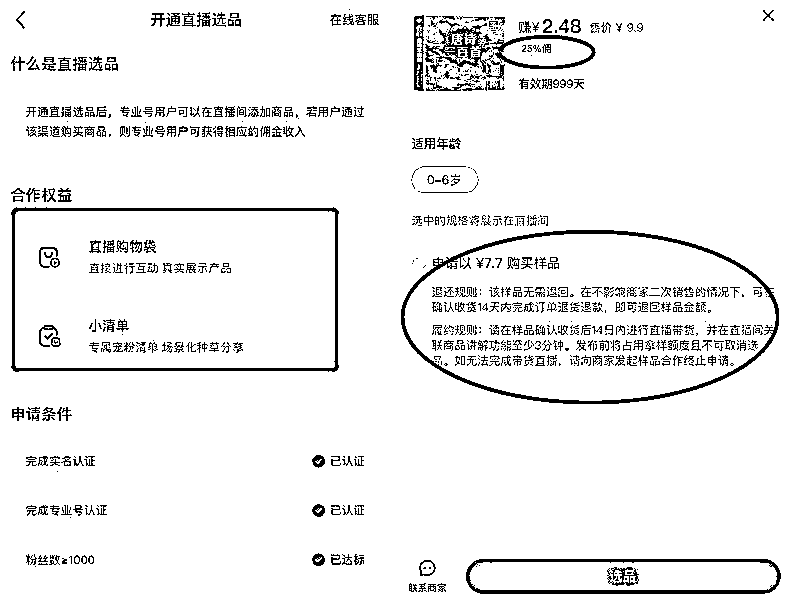 开通直播选品
在线客服
什么是直播选品
开通直播选品后，专业号用户可以在直播间添加商品，若用户通过
该渠道购买商品，则专业号用户可获得相应的佣金收入
合作权益
直播购物袋
直接进行互动 真实展示产品
小清单
专属宠粉清单 场景化种草分享
申请条件
完成实名认证
已认证
完成专业号认证
已认证
粉丝数≥1000
已达标
赚¥2.48 售价 ¥ 9.9
25%佣
有效期999天
适用年龄
0-6岁
选中的规格将展示在直播间
申请以 ¥7.7 购买样品
退还规则：该样品无需退回。在不影响商家二次销售的情况下，可在
确认收货14天内完成订单退货退款，即可退回样品金额。
履约规则：请在样品确认收货后14日内进行直播带货，并在直播间关
联商品讲解功能至少3分钟。发布前将占用拿样额度且不可取消选
品。如无法完成带货直播，请向商家发起样品合作终止申请。
联系商家
选品